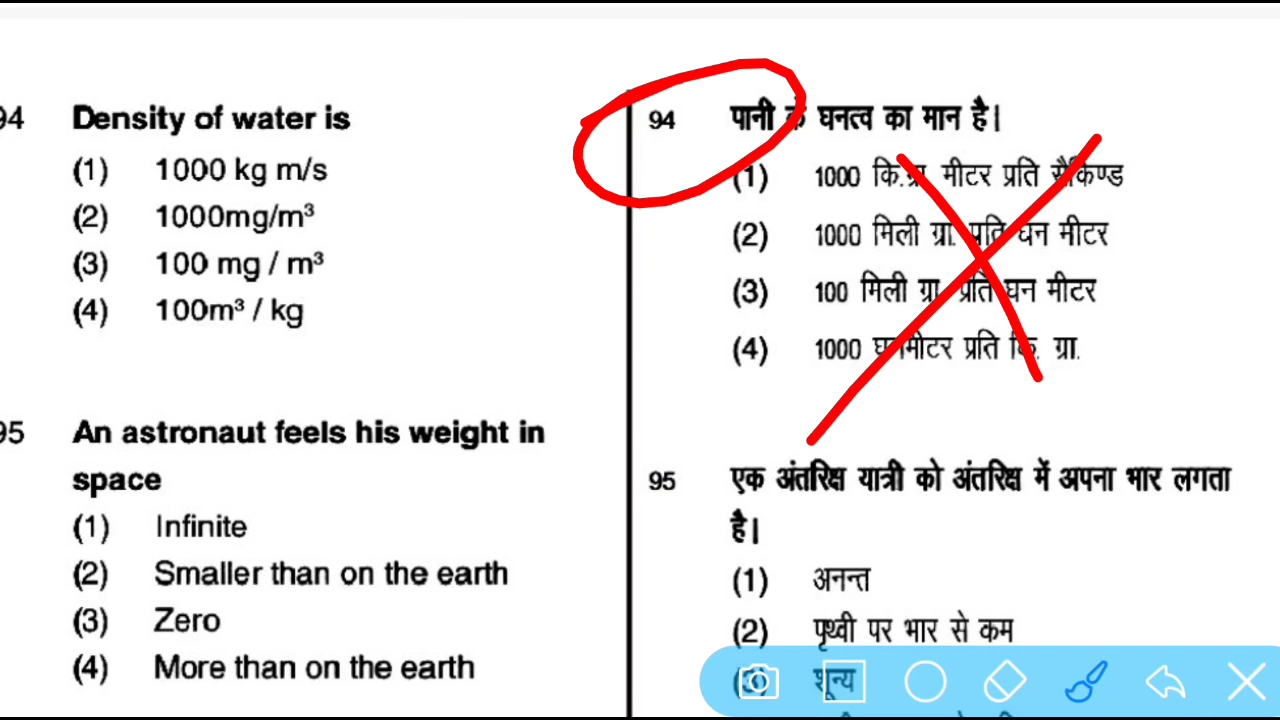 94 Density of water is
(1) 1000 kg m/s
(2) 1000mg/m³
(3) 100 mg / m³
(4) 100m³ / kg
95 An astronaut feels his weight in
space
(1) Infinite
(2) Smaller than on the earth
(3) Zero
(4) More than on the earth
94 पानी के घनत्व का मान है।
(1) 1000 कि.ग्रा. मीटर प्रति सैकिण्ड
(2) 1000 मिली ग्रा. प्रति घन मीटर
(3) 100 मिली ग्रा. प्रति घन मीटर
(4) 1000 घनमीटर प्रति कि. ग्रा.
95 एक अंतरिक्ष यात्री को अंतरिक्ष में अपना भार लगता
है।
(1) अनन्त
(2) पृथ्वी पर भार से कम
(3) शून्य